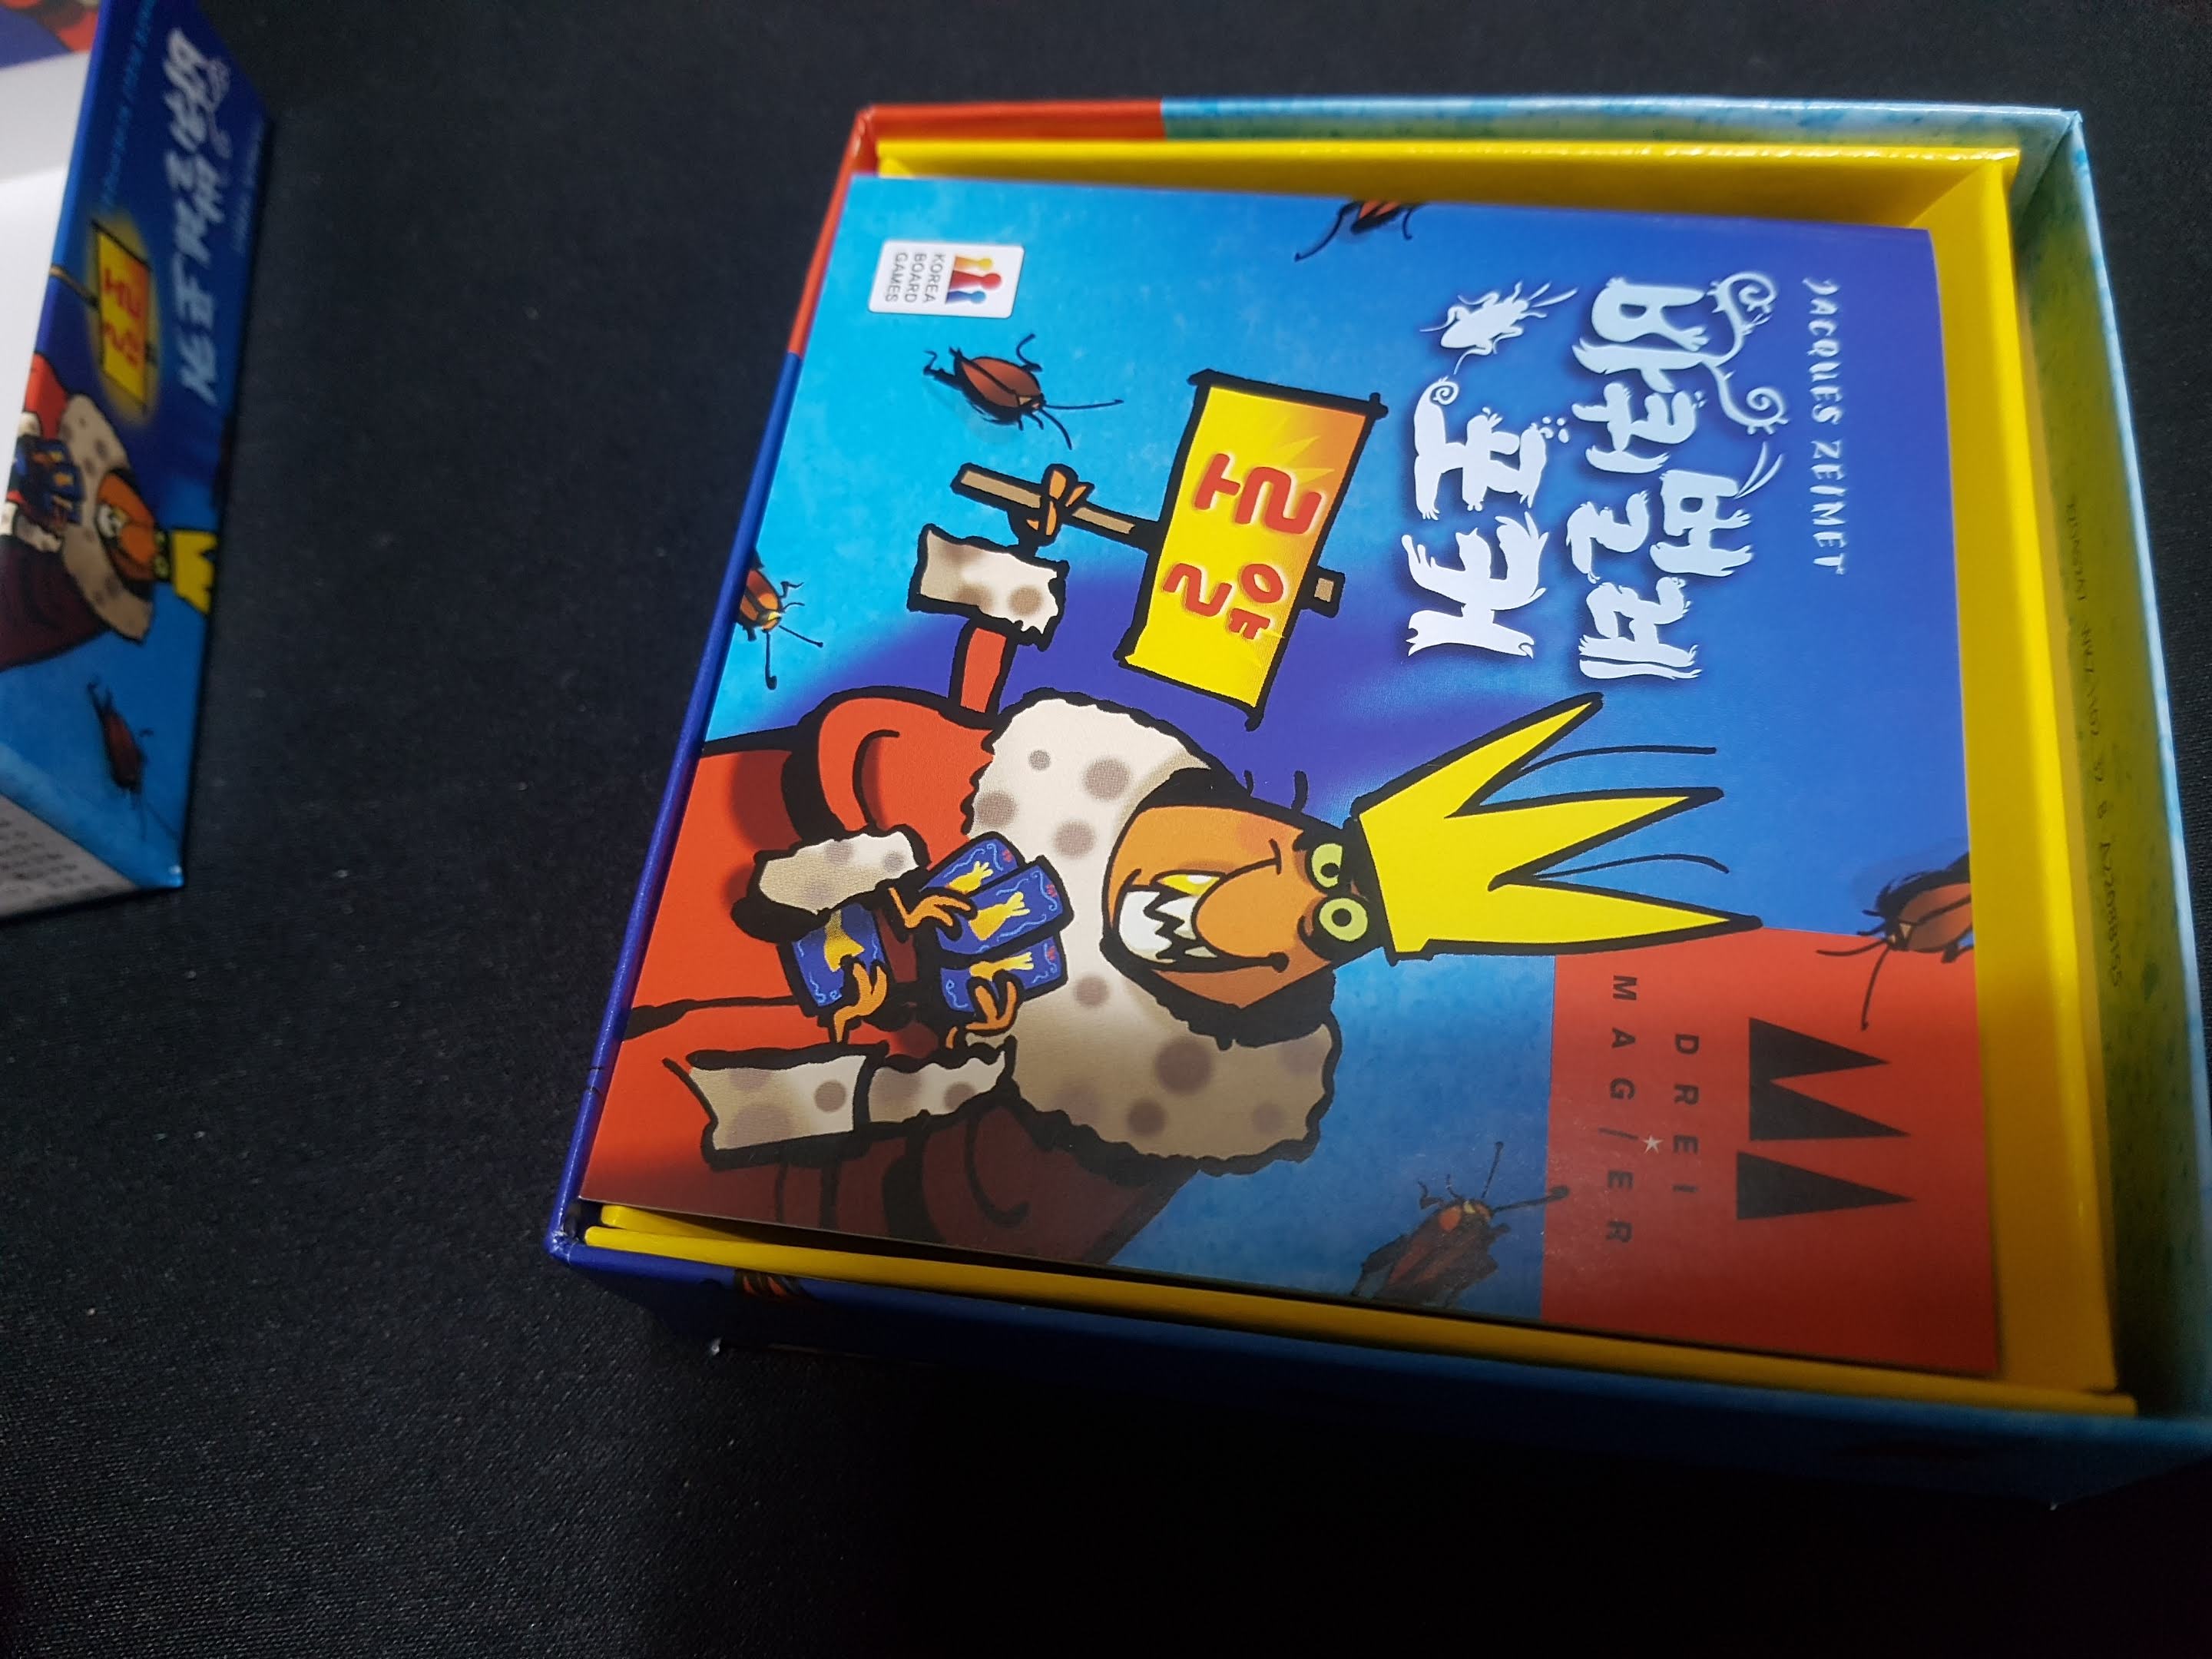 JACQUES ZEIMET
바퀴벌레
포커
로얄
KOREA
BOARD
GAMES
DREI
MAGIER
바퀴벌레 포커
로얄